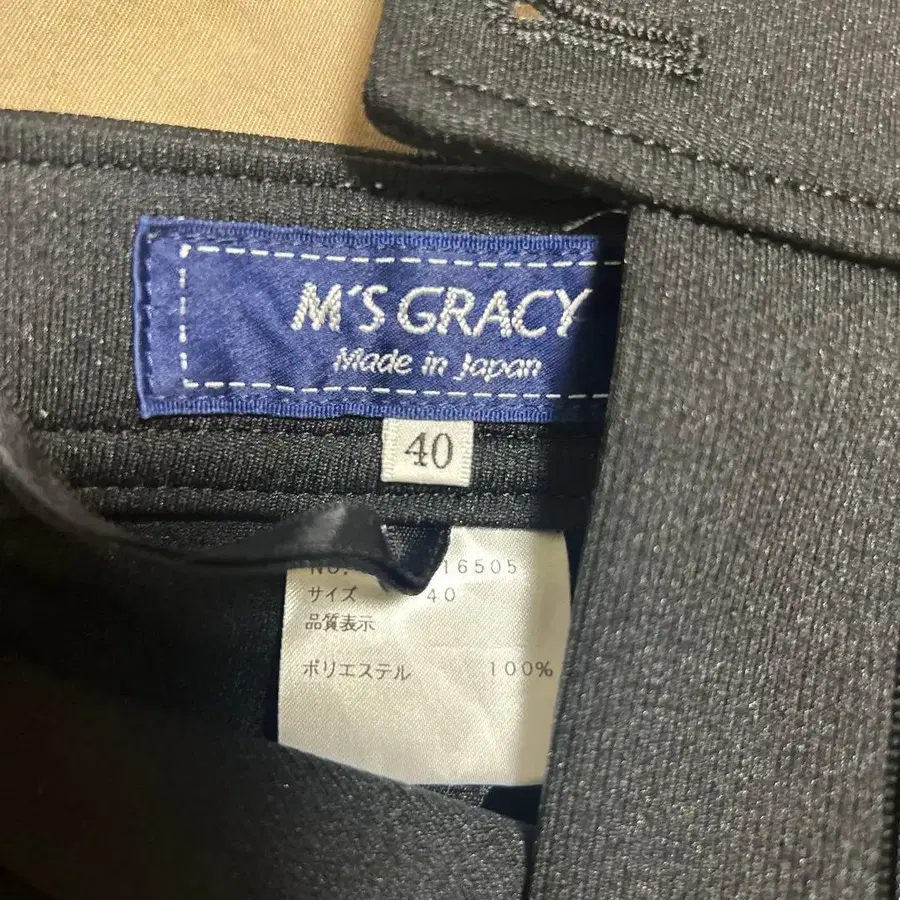 M'S GRACY
Made in Japan
40
NO. 16505
サイズ 40
品質表示
ポリエステル 100%